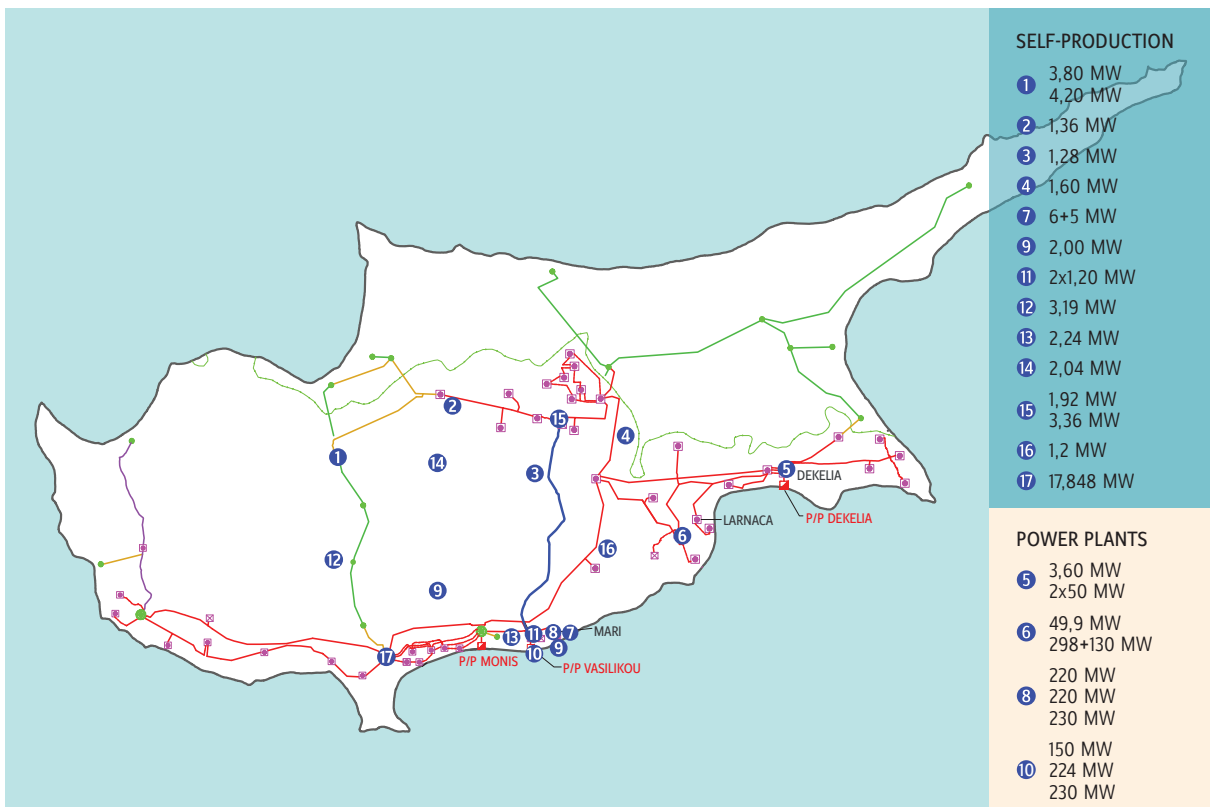 SELF-PRODUCTION
1 3,80 MW
4,20 MW
2 1,36 MW
3 1,28 MW
4 1,60 MW
7 6+5 MW
9 2,00 MW
11 2x1,20 MW
12 3,19 MW
13 2,24 MW
14 2,04 MW
15 1,92 MW
3,36 MW
16 1,2 MW
17 17,848 MW
POWER PLANTS
5 3,60 MW
2x50 MW
6 49,9 MW
298+130 MW
8 220 MW
220 MW
230 MW
10 150 MW
224 MW
230 MW
2
15
4
1
14
3
5
DEKELIA
P/P DEKELIA
LARNACA
6
16
12
9
13
11
8
7
MARI
9
10
17
P/P MONIS
P/P VASILIKOU